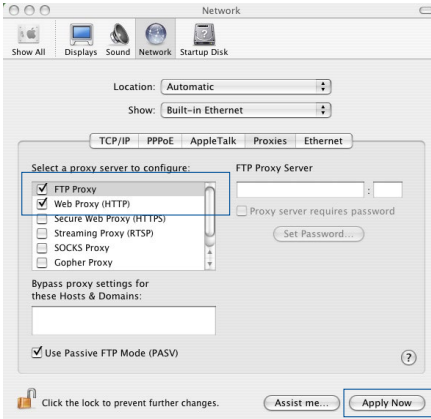 Network
Show All Displays Sound Network Startup Disk
Location: Automatic
Show: Built-in Ethernet
TCP/IP PPPoE AppleTalk Proxies Ethernet
Select a proxy server to configure:
FTP Proxy
Web Proxy (HTTP)
Secure Web Proxy (HTTPS)
Streaming Proxy (RTSP)
SOCKS Proxy
Gopher Proxy
FTP Proxy Server
:
Proxy server requires password
Set Password...
Bypass proxy settings for
these Hosts & Domains:
Use Passive FTP Mode (PASV)
?
Click the lock to prevent further changes.
Assist me...
Apply Now